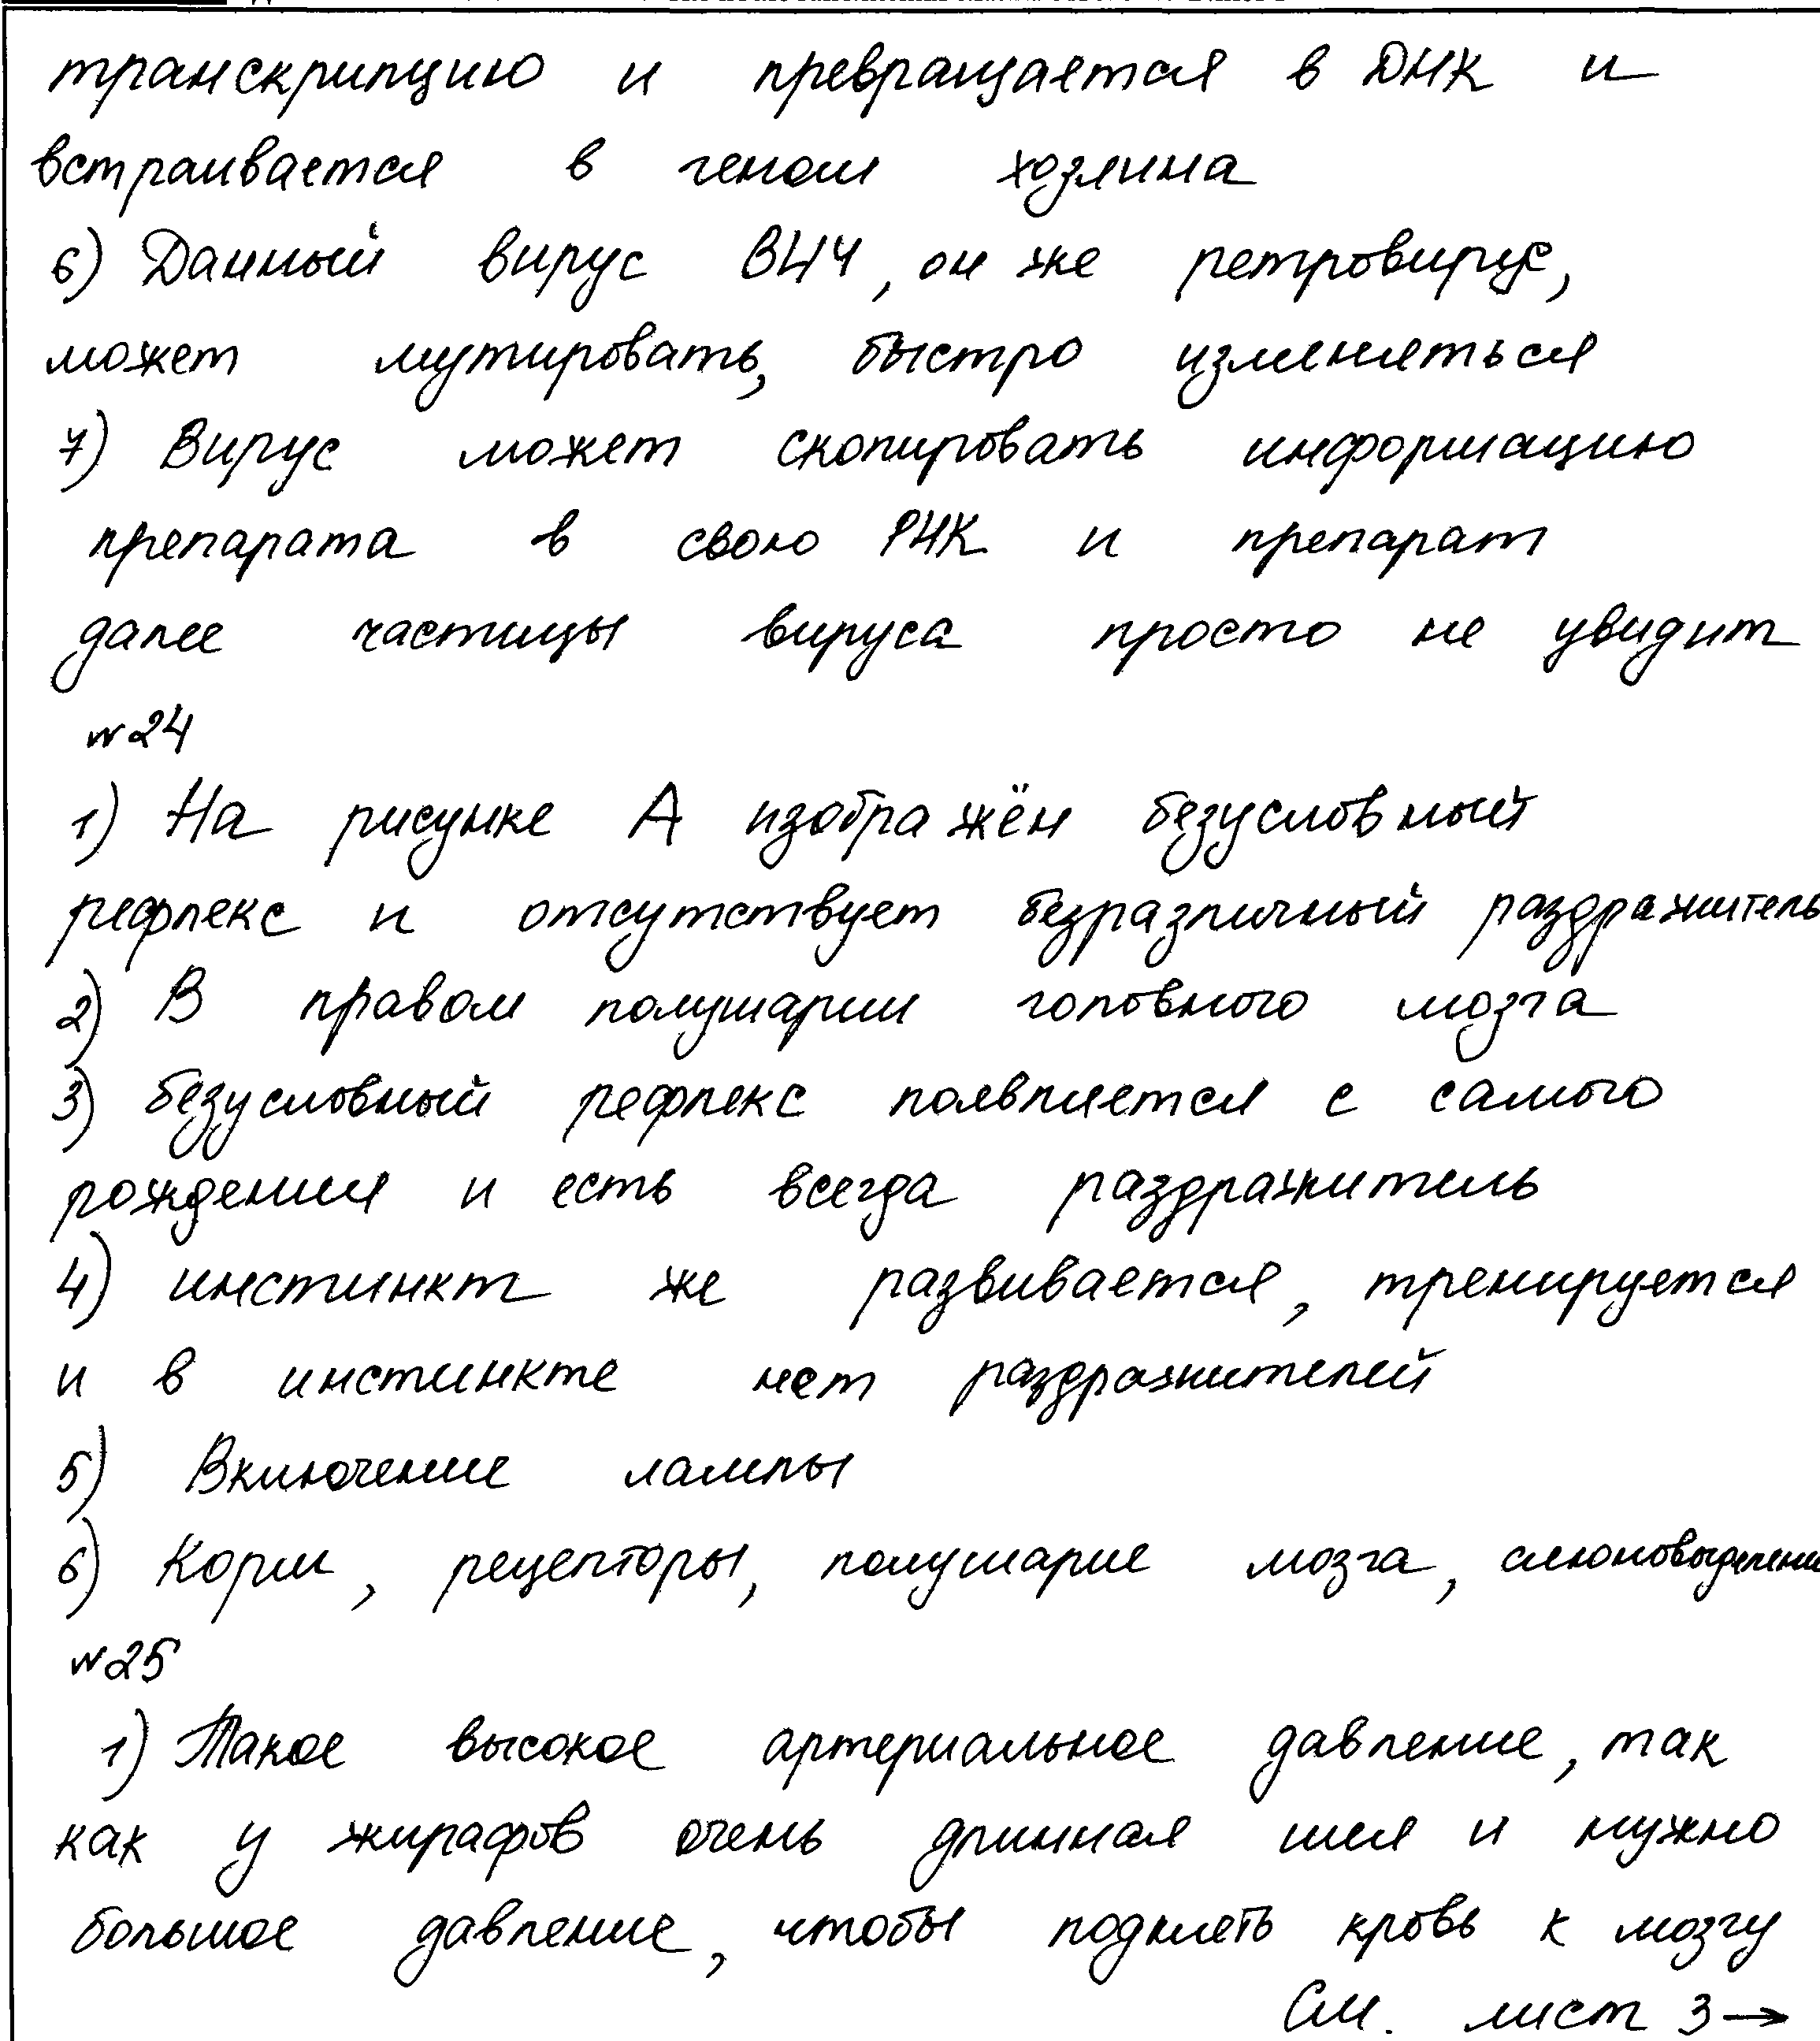 транскрипцию и превращается в ДНК и
встраивается в геном хозяина
6) Данный вирус ВИЧ, он же ретровирус,
может мутировать, быстро изменяться
7) Вирус может скопировать информацию
препарата в свою РНК и препарат
далее частицы вируса просто не увидит
№24
1) На рисунке А изображён безусловный
рефлекс и отсутствует безразличный раздражитель
2) В правом полушарии головного мозга
3) безусловный рефлекс появляется с самого
рождения и есть всегда раздражитель
4) инстинкт же развивается, тренируется
и в инстинкте нет раздражителей
5) Включение лампы
6) Корм, рецепторы, полушарие мозга, слюновыделение
№25
1) Такое высокое артериальное давление, так
как у жирафов очень длинная шея и нужно
большое давление, чтобы поднять кровь к мозгу
См. лист 3→